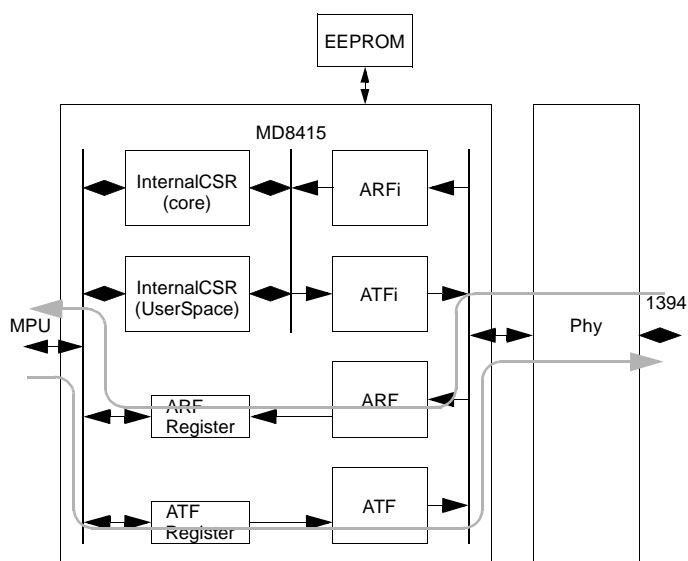 EEPROM
MD8415
InternalCSR
(core)
ARFi
InternalCSR
(UserSpace)
ATFi
1394
MPU
Phy
ARF
Register
ARF
ATF
Register
ATF